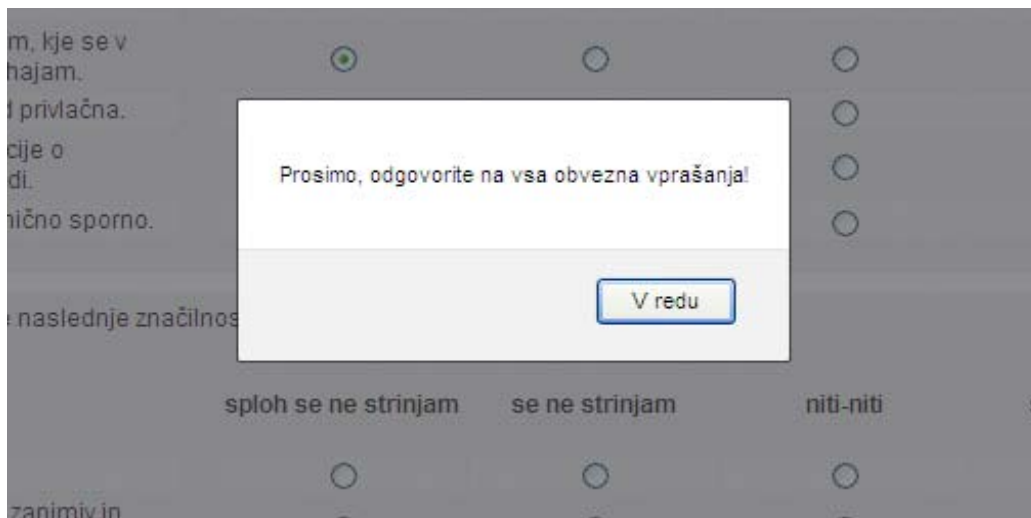 m, kje se v
hajam.
privlačna.
cije o
di.
nično sporno.
Prosimo, odgovorite na vsa obvezna vprašanja!
V redu
naslednje značilnos
sploh se ne strinjam se ne strinjam niti-niti
zanimiv in